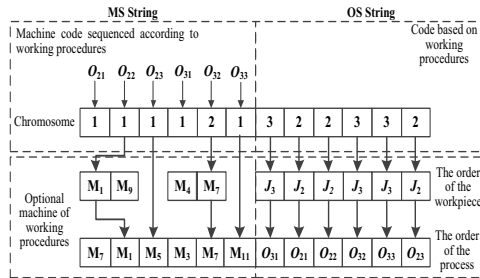 MS String
OS String
Machine code sequenced according to
working procedures
Code based on
working
procedures
O21 O22 O23 O31 O32 O33
Chromosome 1 1 1 1 2 1 3 2 2 3 3 2
Optional
machine of
working
procedures
M1 M9 M4 M7 J3 J2 J2 J3 J3 J2
The order
of the
workpiece
M7 M1 M5 M3 M7 M11 O31 O21 O22 O32 O33 O23
The order
of the
process